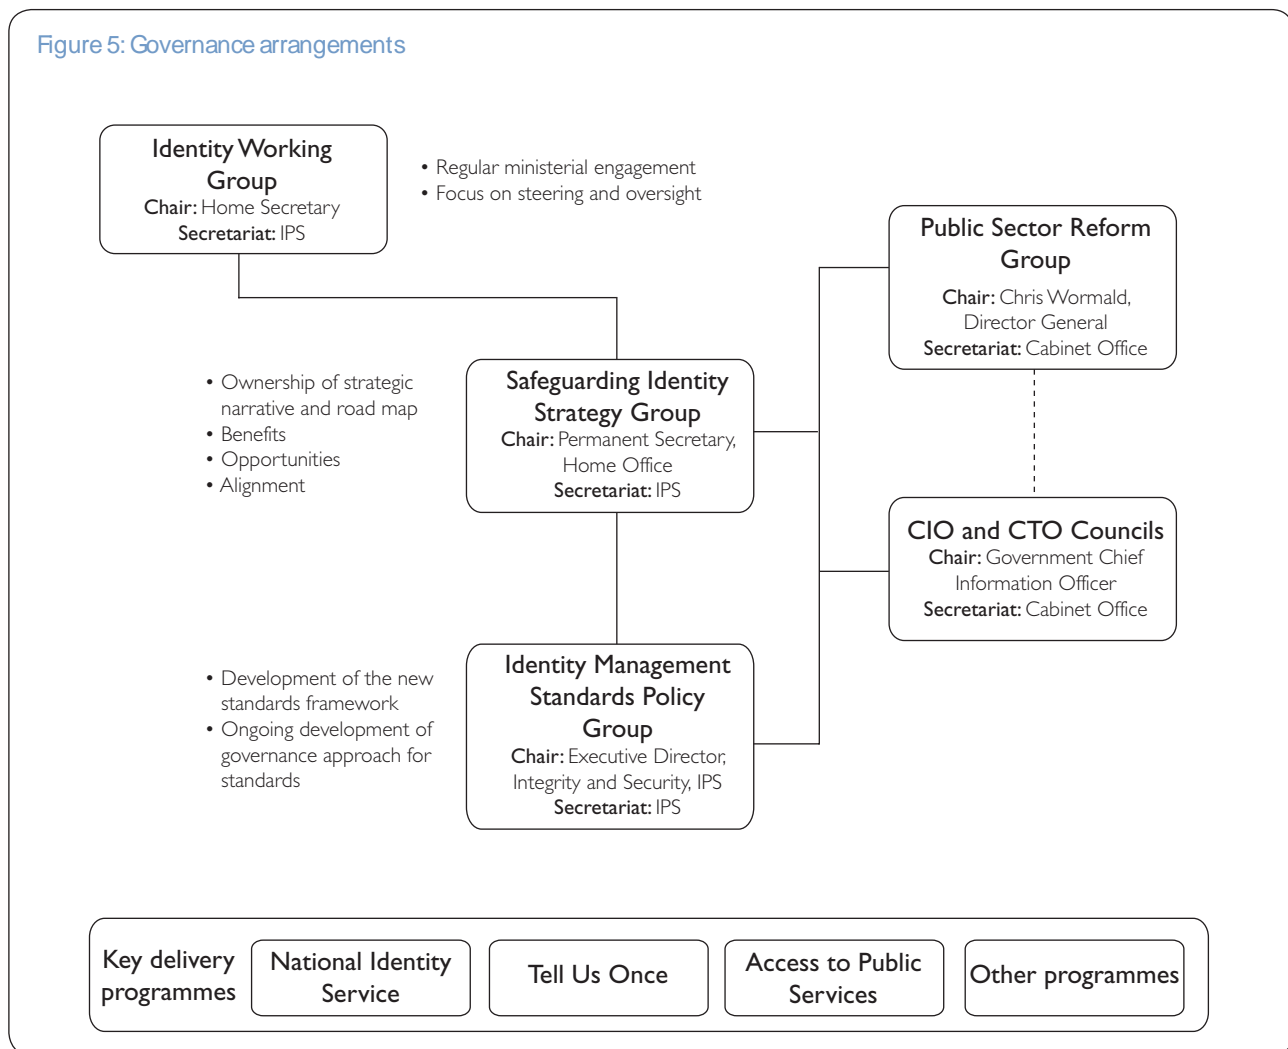 Figure 5: Governance arrangements
Identity Working
Group
Chair: Home Secretary
Secretariat: IPS
• Regular ministerial engagement
• Focus on steering and oversight
Public Sector Reform
Group
Chair: Chris Wormald,
Director General
Secretariat: Cabinet Office
• Ownership of strategic
narrative and road map
• Benefits
• Opportunities
• Alignment
Safeguarding Identity
Strategy Group
Chair: Permanent Secretary,
Home Office
Secretariat: IPS
CIO and CTO Councils
Chair: Government Chief
Information Officer
Secretariat: Cabinet Office
• Development of the new
standards framework
• Ongoing development of
governance approach for
standards
Identity Management
Standards Policy
Group
Chair: Executive Director,
Integrity and Security, IPS
Secretariat: IPS
Key delivery
programmes
National Identity
Service
Tell Us Once
Access to Public
Services
Other programmes